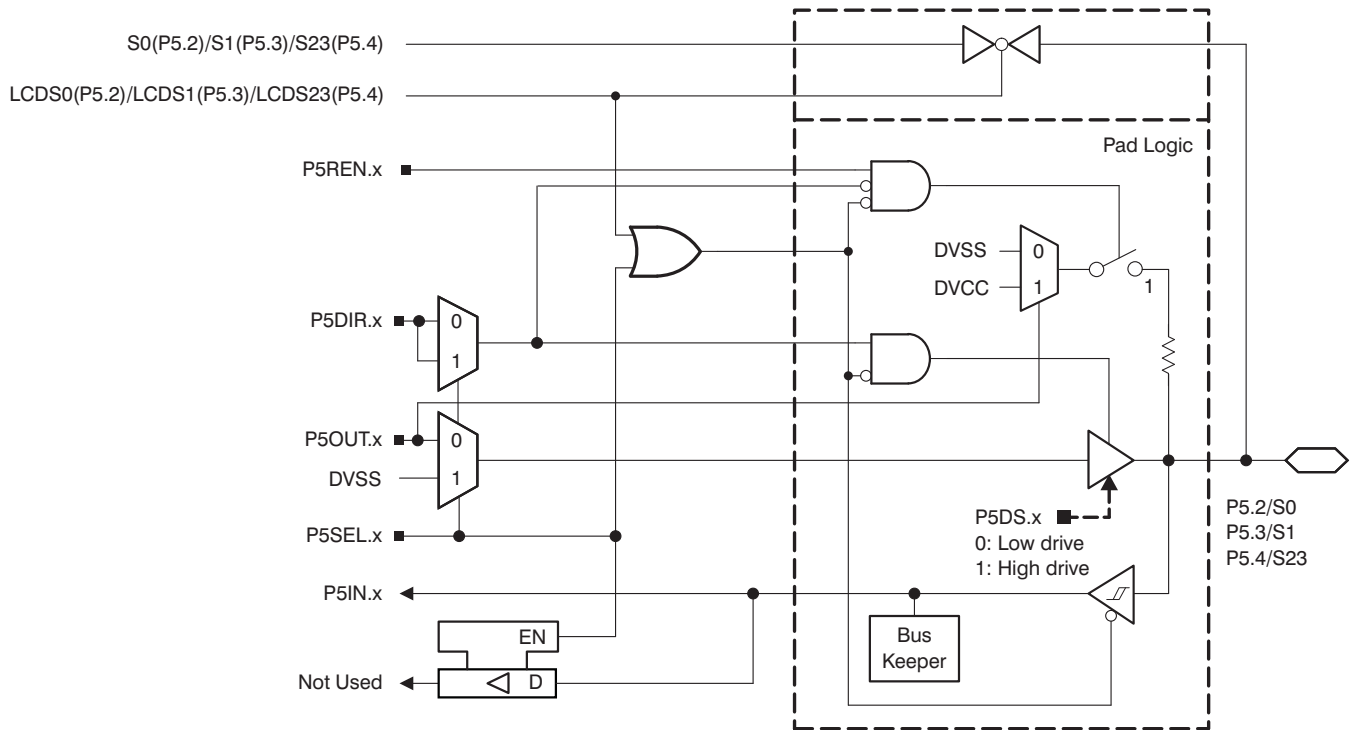 S0(P5.2)/S1(P5.3)/S23(P5.4)
LCDS0(P5.2)/LCDS1(P5.3)/LCDS23(P5.4)
Pad Logic
P5REN.x
DVSS
0
DVCC
1
1
P5DIR.x
0
1
P5OUT.x
0
DVSS
1
P5SEL.x
P5DS.x
0: Low drive
1: High drive
P5.2/S0
P5.3/S1
P5.4/S23
P5IN.x
Bus
Keeper
EN
D
Not Used